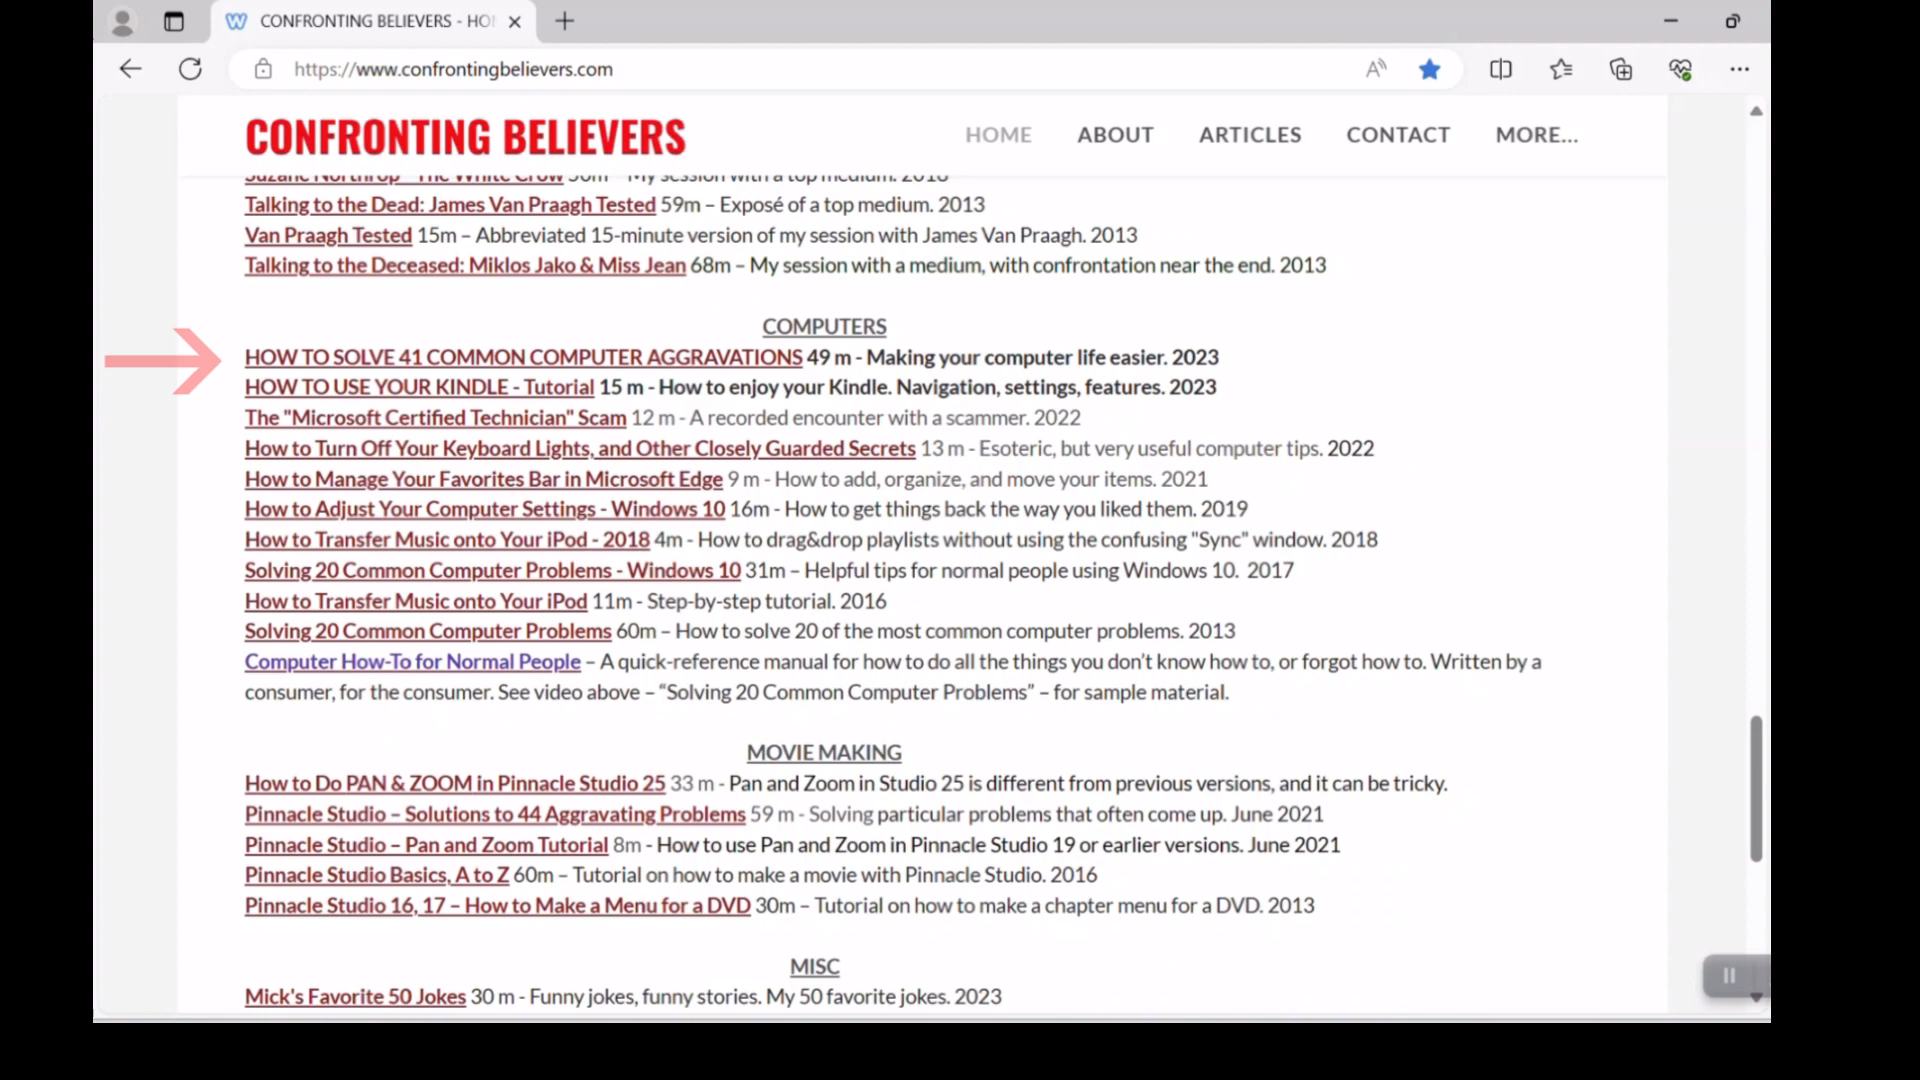 CONFRONTING BELIEVERS - HO
https://www.confrontingbelievers.com
CONFRONTING BELIEVERS
HOME ABOUT ARTICLES CONTACT MORE...
Suzane Northrop - The White Crow 56m - My session with a top medium. 2018
Talking to the Dead: James Van Praagh Tested 59m – Exposé of a top medium. 2013
Van Praagh Tested 15m – Abbreviated 15-minute version of my session with James Van Praagh. 2013
Talking to the Deceased: Miklos Jako & Miss Jean 68m – My session with a medium, with confrontation near the end. 2013
COMPUTERS
HOW TO SOLVE 41 COMMON COMPUTER AGGRAVATIONS 49 m - Making your computer life easier. 2023
HOW TO USE YOUR KINDLE - Tutorial 15 m - How to enjoy your Kindle. Navigation, settings, features. 2023
The "Microsoft Certified Technician" Scam 12 m - A recorded encounter with a scammer. 2022
How to Turn Off Your Keyboard Lights, and Other Closely Guarded Secrets 13 m - Esoteric, but very useful computer tips. 2022
How to Manage Your Favorites Bar in Microsoft Edge 9 m - How to add, organize, and move your items. 2021
How to Adjust Your Computer Settings - Windows 10 16m - How to get things back the way you liked them. 2019
How to Transfer Music onto Your iPod - 2018 4m - How to drag&drop playlists without using the confusing "Sync" window. 2018
Solving 20 Common Computer Problems - Windows 10 31m – Helpful tips for normal people using Windows 10. 2017
How to Transfer Music onto Your iPod 11m - Step-by-step tutorial. 2016
Solving 20 Common Computer Problems 60m – How to solve 20 of the most common computer problems. 2013
Computer How-To for Normal People – A quick-reference manual for how to do all the things you don’t know how to, or forgot how to. Written by a
consumer, for the consumer. See video above – “Solving 20 Common Computer Problems” – for sample material.
MOVIE MAKING
How to Do PAN & ZOOM in Pinnacle Studio 25 33 m - Pan and Zoom in Studio 25 is different from previous versions, and it can be tricky.
Pinnacle Studio – Solutions to 44 Aggravating Problems 59 m - Solving particular problems that often come up. June 2021
Pinnacle Studio – Pan and Zoom Tutorial 8m - How to use Pan and Zoom in Pinnacle Studio 19 or earlier versions. June 2021
Pinnacle Studio Basics, A to Z 60m – Tutorial on how to make a movie with Pinnacle Studio. 2016
Pinnacle Studio 16, 17 – How to Make a Menu for a DVD 30m – Tutorial on how to make a chapter menu for a DVD. 2013
MISC
Mick's Favorite 50 Jokes 30 m - Funny jokes, funny stories. My 50 favorite jokes. 2023